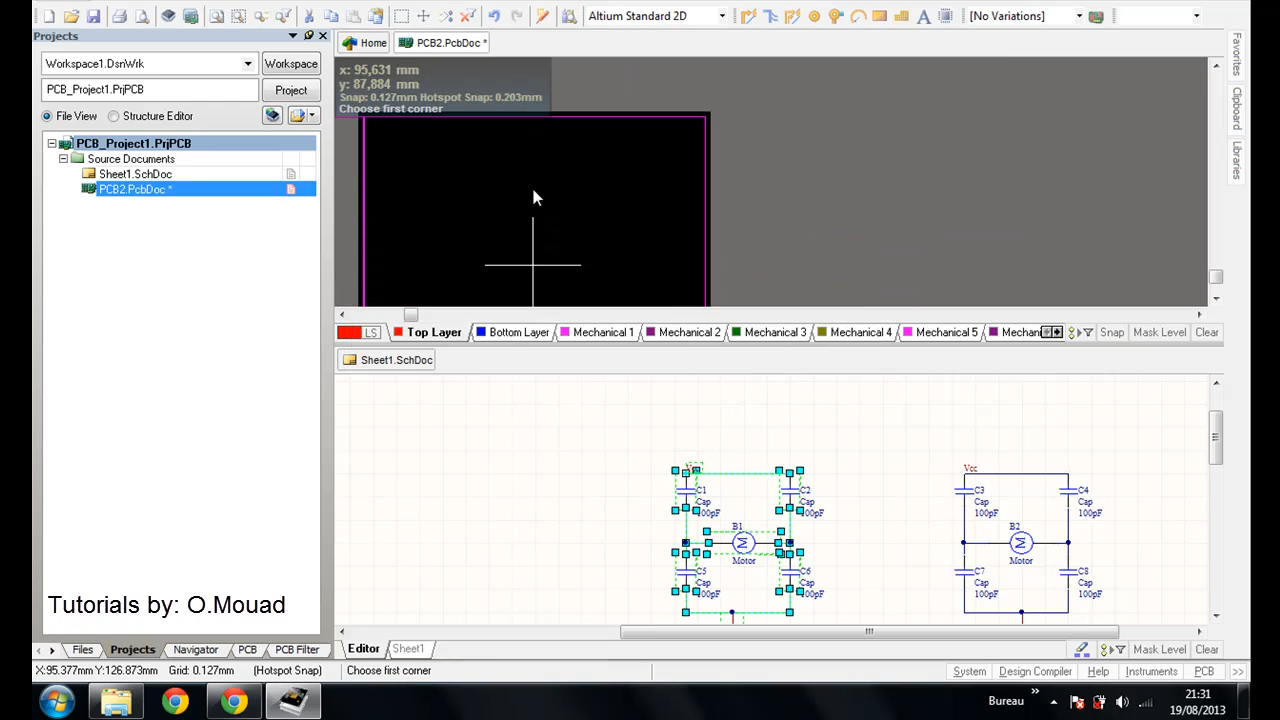 Altium Standard 2D
[No Variations]
Projects
Workspace1.DsnWrk
Workspace
PCB_Project1.PrjPCB
Project
File View
Structure Editor
PCB_Project1.PrjPCB
Source Documents
Sheet1.SchDoc
PCB2.PcbDoc *
Home
PCB2.PcbDoc *
x: 95,631 mm
y: 87,884 mm
Snap: 0.127mm Hotspot Snap: 0.203mm
Choose first corner
Favorites
Clipboard
Libraries
LS
Top Layer
Bottom Layer
Mechanical 1
Mechanical 2
Mechanical 3
Mechanical 4
Mechanical 5
Mechan
Snap
Mask Level
Clear
Sheet1.SchDoc
Vcc
C1
Cap
100pF
C2
Cap
100pF
C3
Cap
100pF
C4
Cap
100pF
B1
M
Motor
B2
M
Motor
C5
Cap
100pF
C6
Cap
100pF
C7
Cap
100pF
C8
Cap
100pF
Tutorials by: O.Mouad
Files
Projects
Navigator
PCB
PCB Filter
Editor
Sheet1
Mask Level
Clear
X:95.377mm Y:126.873mm
Grid: 0.127mm
(Hotspot Snap)
Choose first corner
System
Design Compiler
Help
Instruments
PCB
>>
Bureau
21:31
19/08/2013